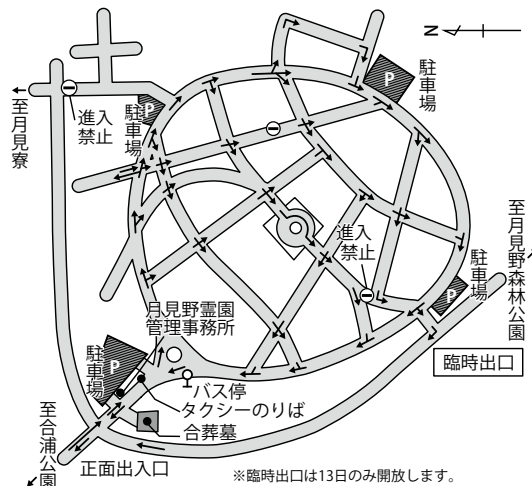 N
P
駐車場
至月見寮
進入
禁止
P
駐車場
至月見野森林公園
進入
禁止
駐車場
P
臨時出口
月見野霊園
管理事務所
駐車場
P
バス停
タクシーのりば
合葬墓
至合浦公園
正面出入口
※臨時出口は13日のみ開放します。